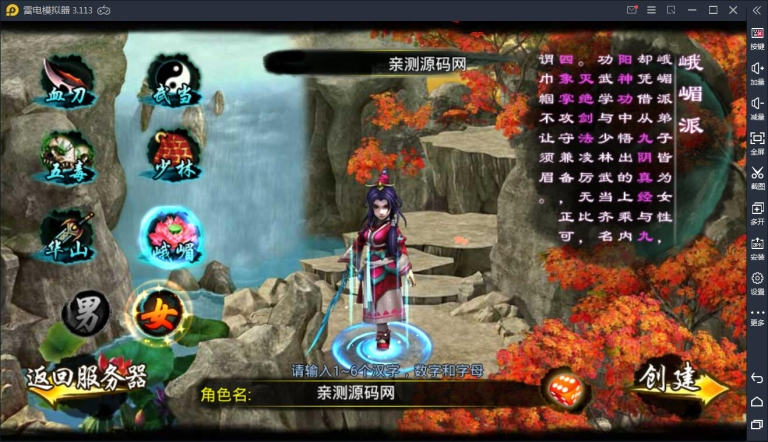 雷电模拟器 3.113
亲测源码网
峨嵋派
峨嵋派弟子皆为女性，
却凭借从九阴真经与九
阳神功中悟出的上乘内
功武学与少林武当齐名
。灭绝剑法凌厉无比，
四象掌攻守兼备，正可
谓巾帼不让须眉。
血刀
武当
五毒
少林
华山
峨嵋
男
女
请输入1~6个汉字，数字和字母
返回服务器
角色名:
亲测源码网
创建
按键
加量
减量
全屏
截图
多开
安装
设置
更多